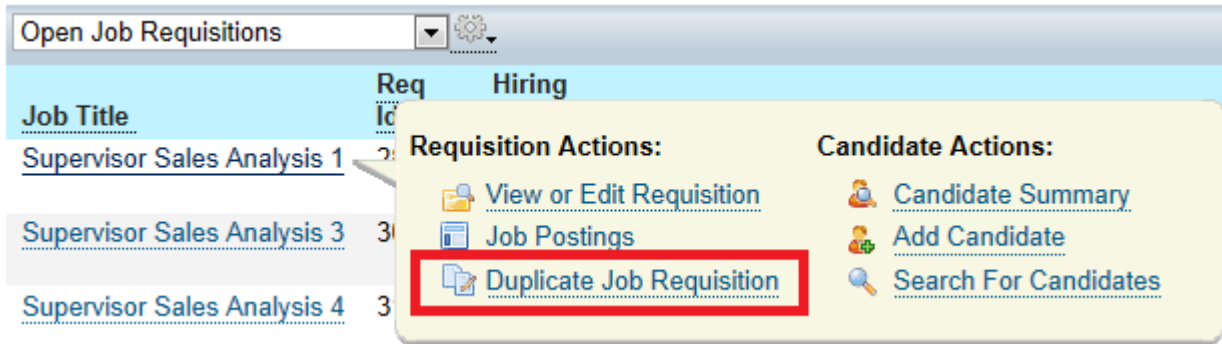 Open Job Requisitions
Req Hiring
Job Title Id
Supervisor Sales Analysis 1
Requisition Actions: Candidate Actions:
View or Edit Requisition Candidate Summary
Supervisor Sales Analysis 3 Job Postings Add Candidate
Duplicate Job Requisition Search For Candidates
Supervisor Sales Analysis 4